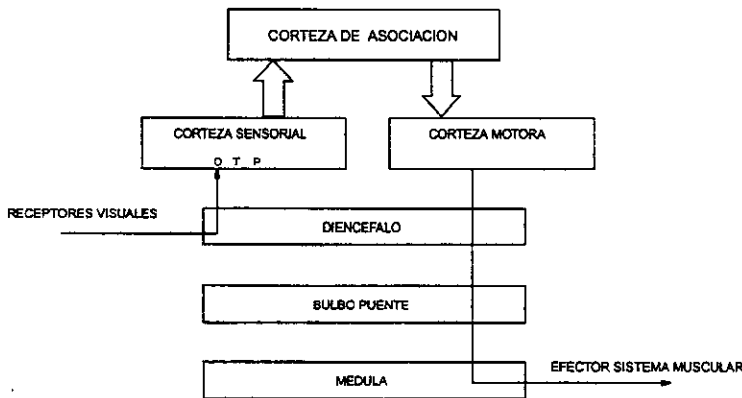 CORTEZA DE ASOCIACION
CORTEZA SENSORIAL
O T P
CORTEZA MOTORA
RECEPTORES VISUALES
DIENCEFALO
BULBO PUENTE
EFECTOR SISTEMA MUSCULAR
MEDULA